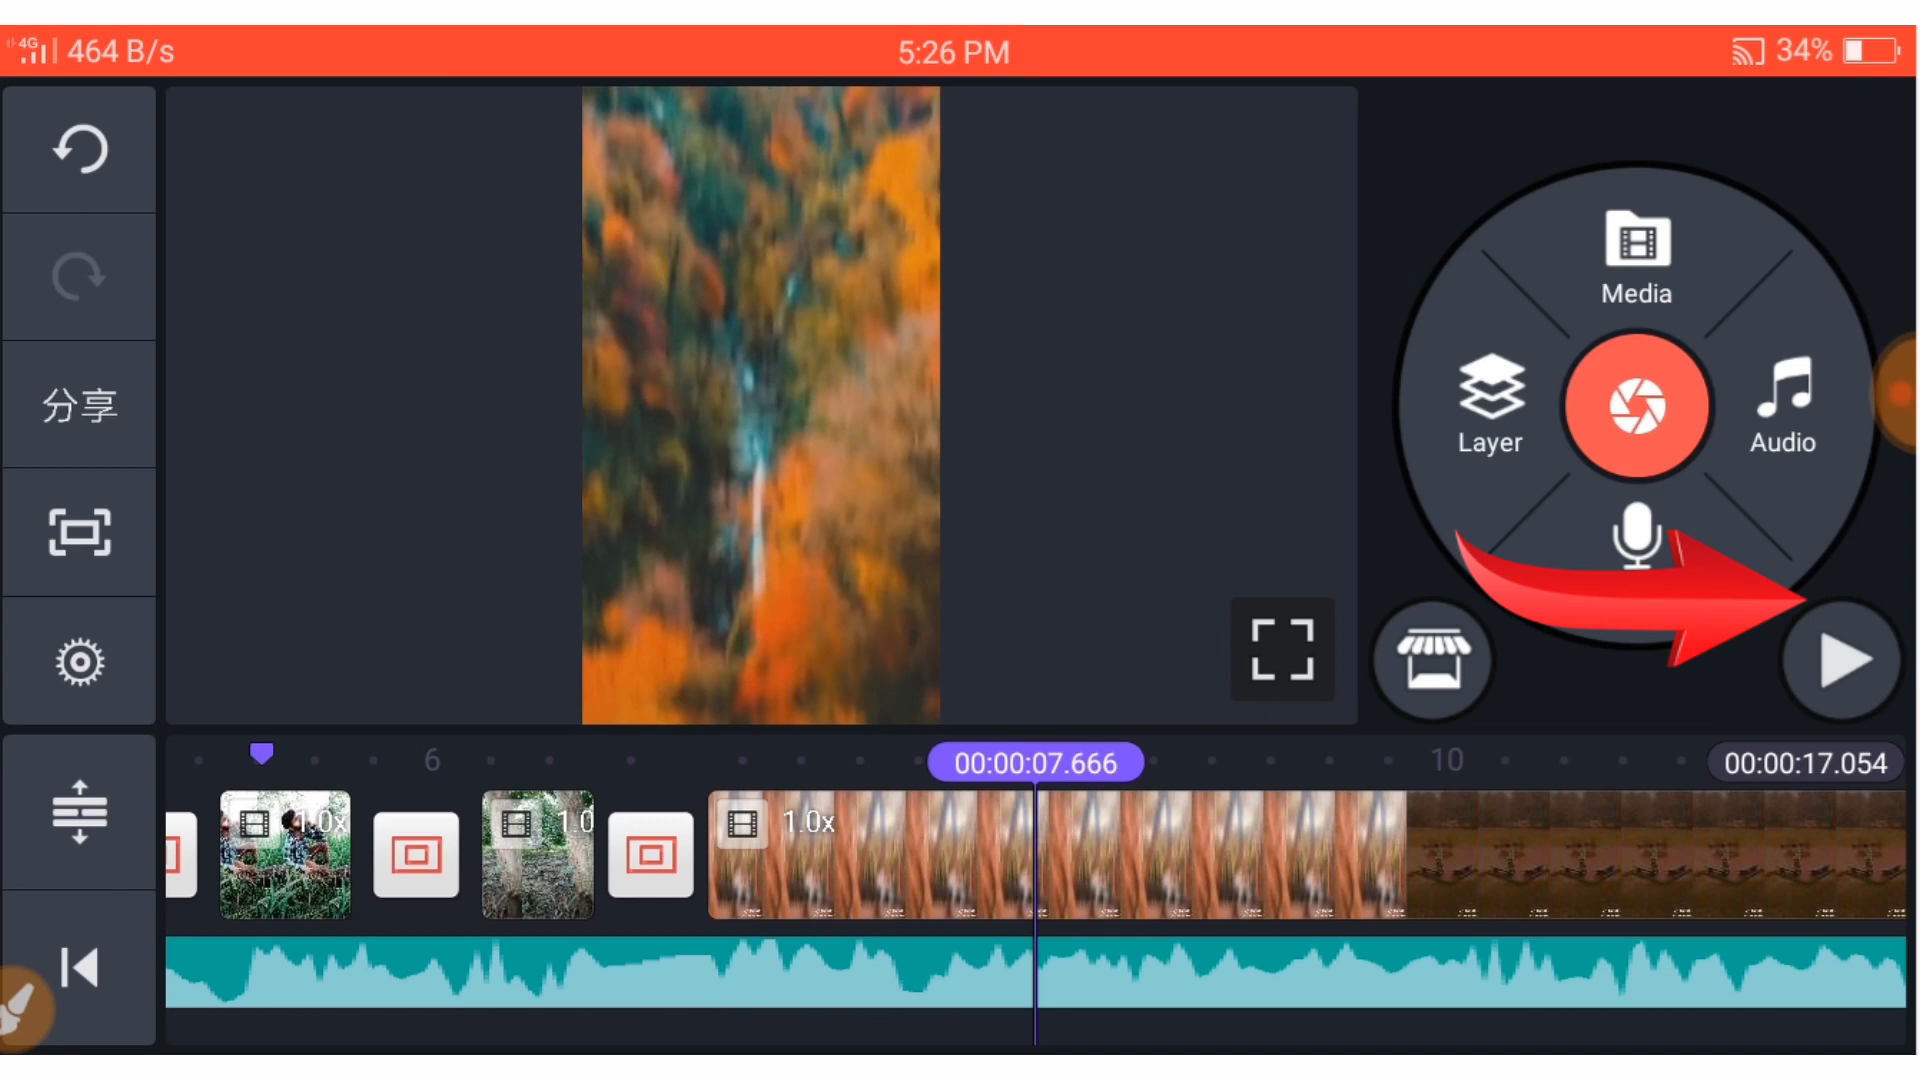 4G 464 B/s
5:26 PM
34%
Media
Layer
Audio
分享
6
00:00:07.666
10
00:00:17.054
1.0x
1.0
1.0x